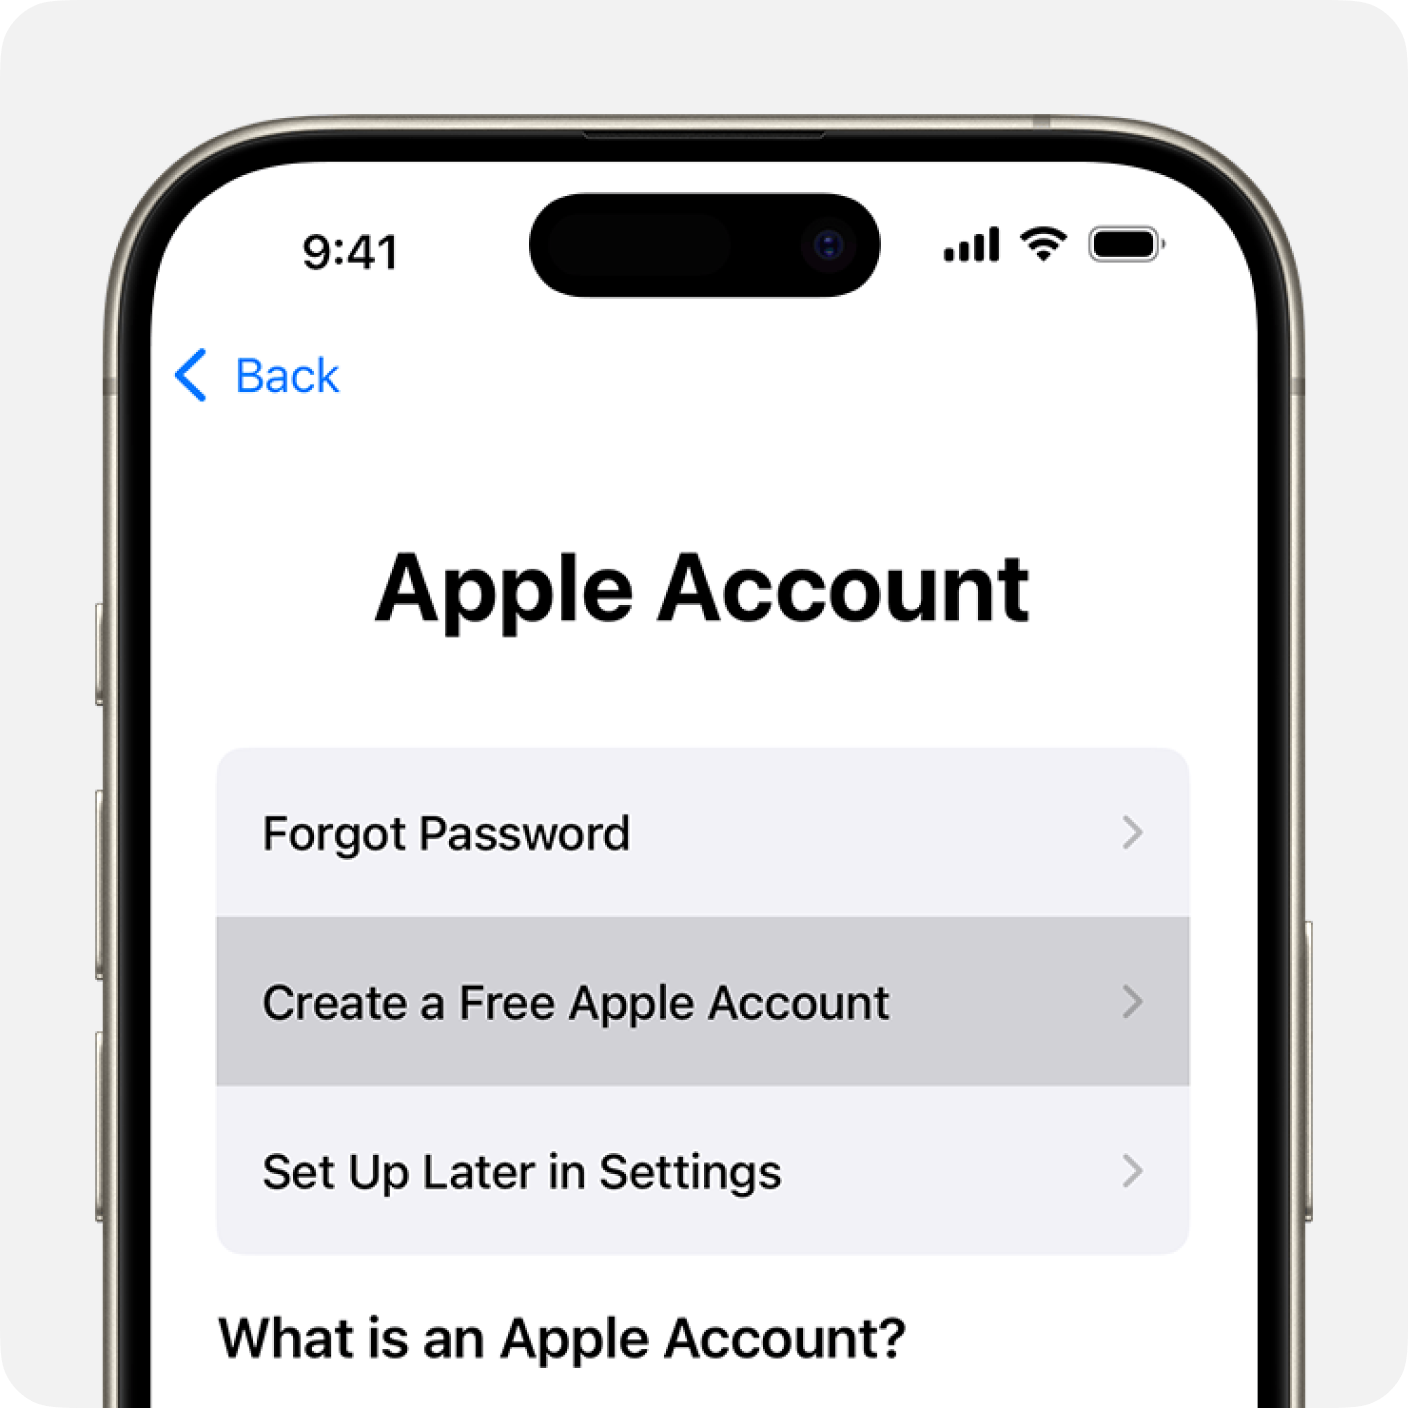 9:41
Back
Apple Account
Forgot Password
Create a Free Apple Account
Set Up Later in Settings
What is an Apple Account?